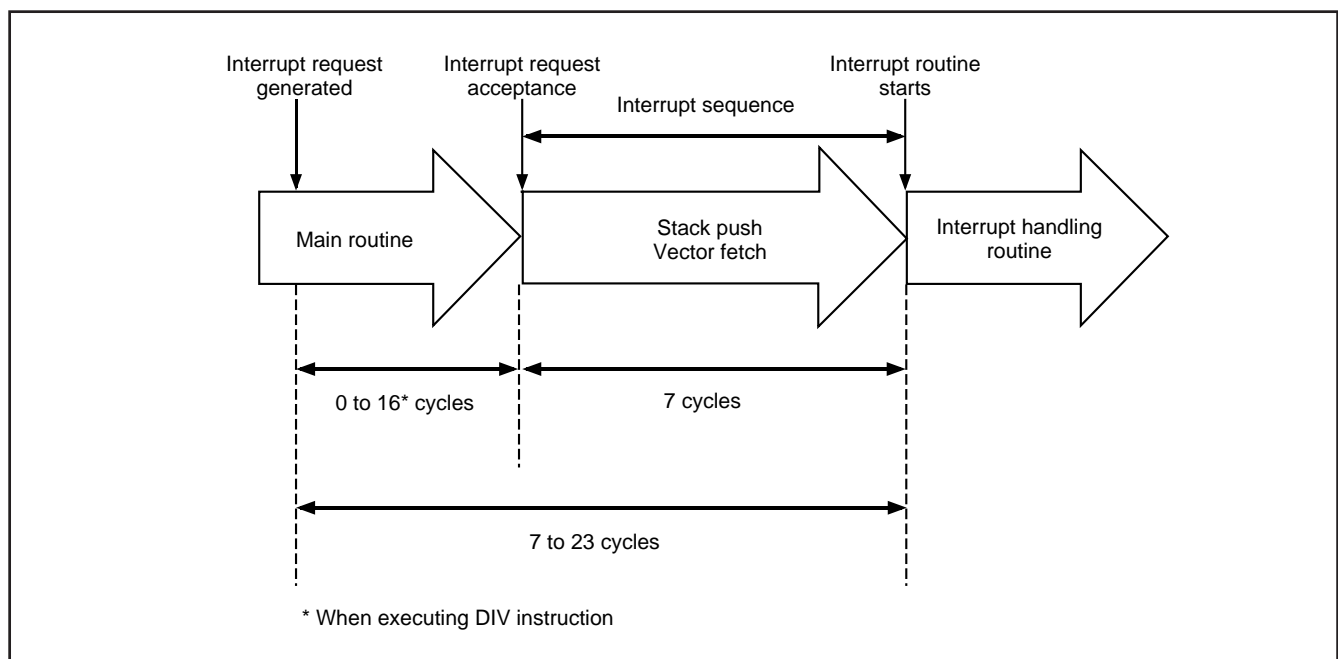 Interrupt request
generated
Interrupt request
acceptance
Interrupt routine
starts
Interrupt sequence
Main routine
Stack push
Vector fetch
Interrupt handling
routine
0 to 16* cycles
7 cycles
7 to 23 cycles
* When executing DIV instruction